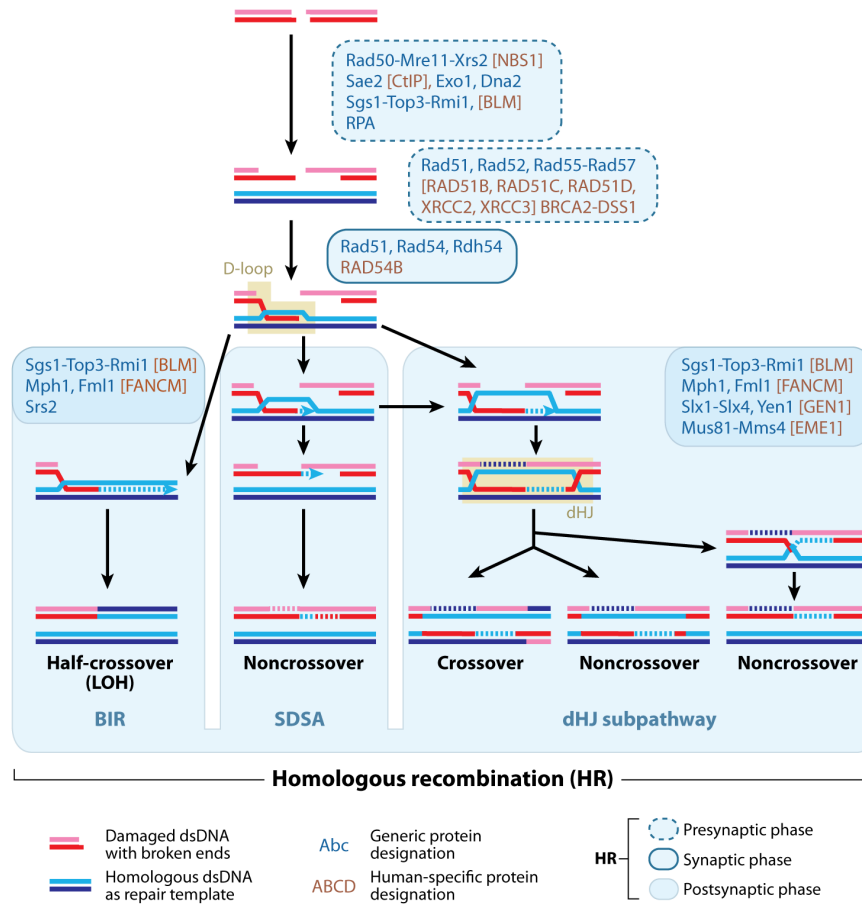 Rad50-Mre11-Xrs2 [NBS1]
Sae2 [CtIP], Exo1, Dna2
Sgs1-Top3-Rmi1, [BLM]
RPA
Rad51, Rad52, Rad55-Rad57
[RAD51B, RAD51C, RAD51D,
XRCC2, XRCC3] BRCA2-DSS1
Rad51, Rad54, Rdh54
RAD54B
D-loop
Sgs1-Top3-Rmi1 [BLM]
Mph1, Fml1 [FANCM]
Srs2
Sgs1-Top3-Rmi1 [BLM]
Mph1, Fml1 [FANCM]
Slx1-Slx4, Yen1 [GEN1]
Mus81-Mms4 [EME1]
dHJ
Half-crossover
(LOH)
Noncrossover
Crossover
Noncrossover
Noncrossover
BIR
SDSA
dHJ subpathway
Homologous recombination (HR)
Damaged dsDNA
with broken ends
Homologous dsDNA
as repair template
Abc
Generic protein
designation
ABCD
Human-specific protein
designation
HR
Presynaptic phase
Synaptic phase
Postsynaptic phase